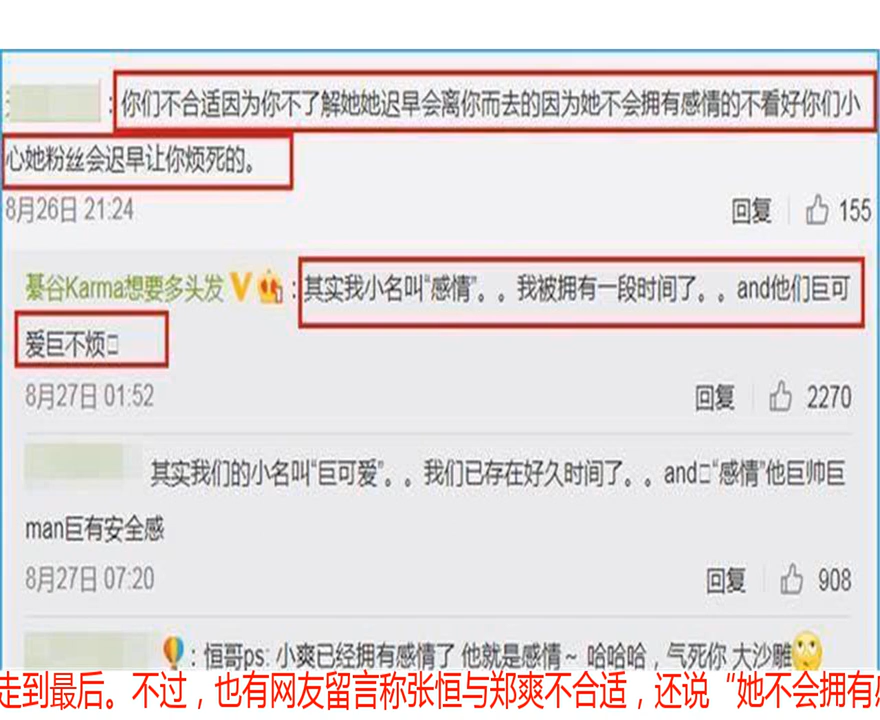 ：你们不合适因为你不了解她她迟早会离你而去的因为她不会拥有感情的不看好你们小
心她粉丝会迟早让你烦死的。
8月26日 21:24 回复 155
綦谷Karma想要多头发 V：其实我小名叫“感情”。。我被拥有一段时间了。。and他们巨可
爱巨不烦□
8月27日 01:52 回复 2270
其实我们的小名叫“巨可爱”。。我们已存在好久时间了。。and□“感情”他巨帅巨
man巨有安全感
8月27日 07:20 回复 908
：恒哥ps: 小爽已经拥有感情了 他就是感情～ 哈哈哈，气死你 大沙雕
走到最后。不过，也有网友留言称张恒与郑爽不合适，还说“她不会拥有感